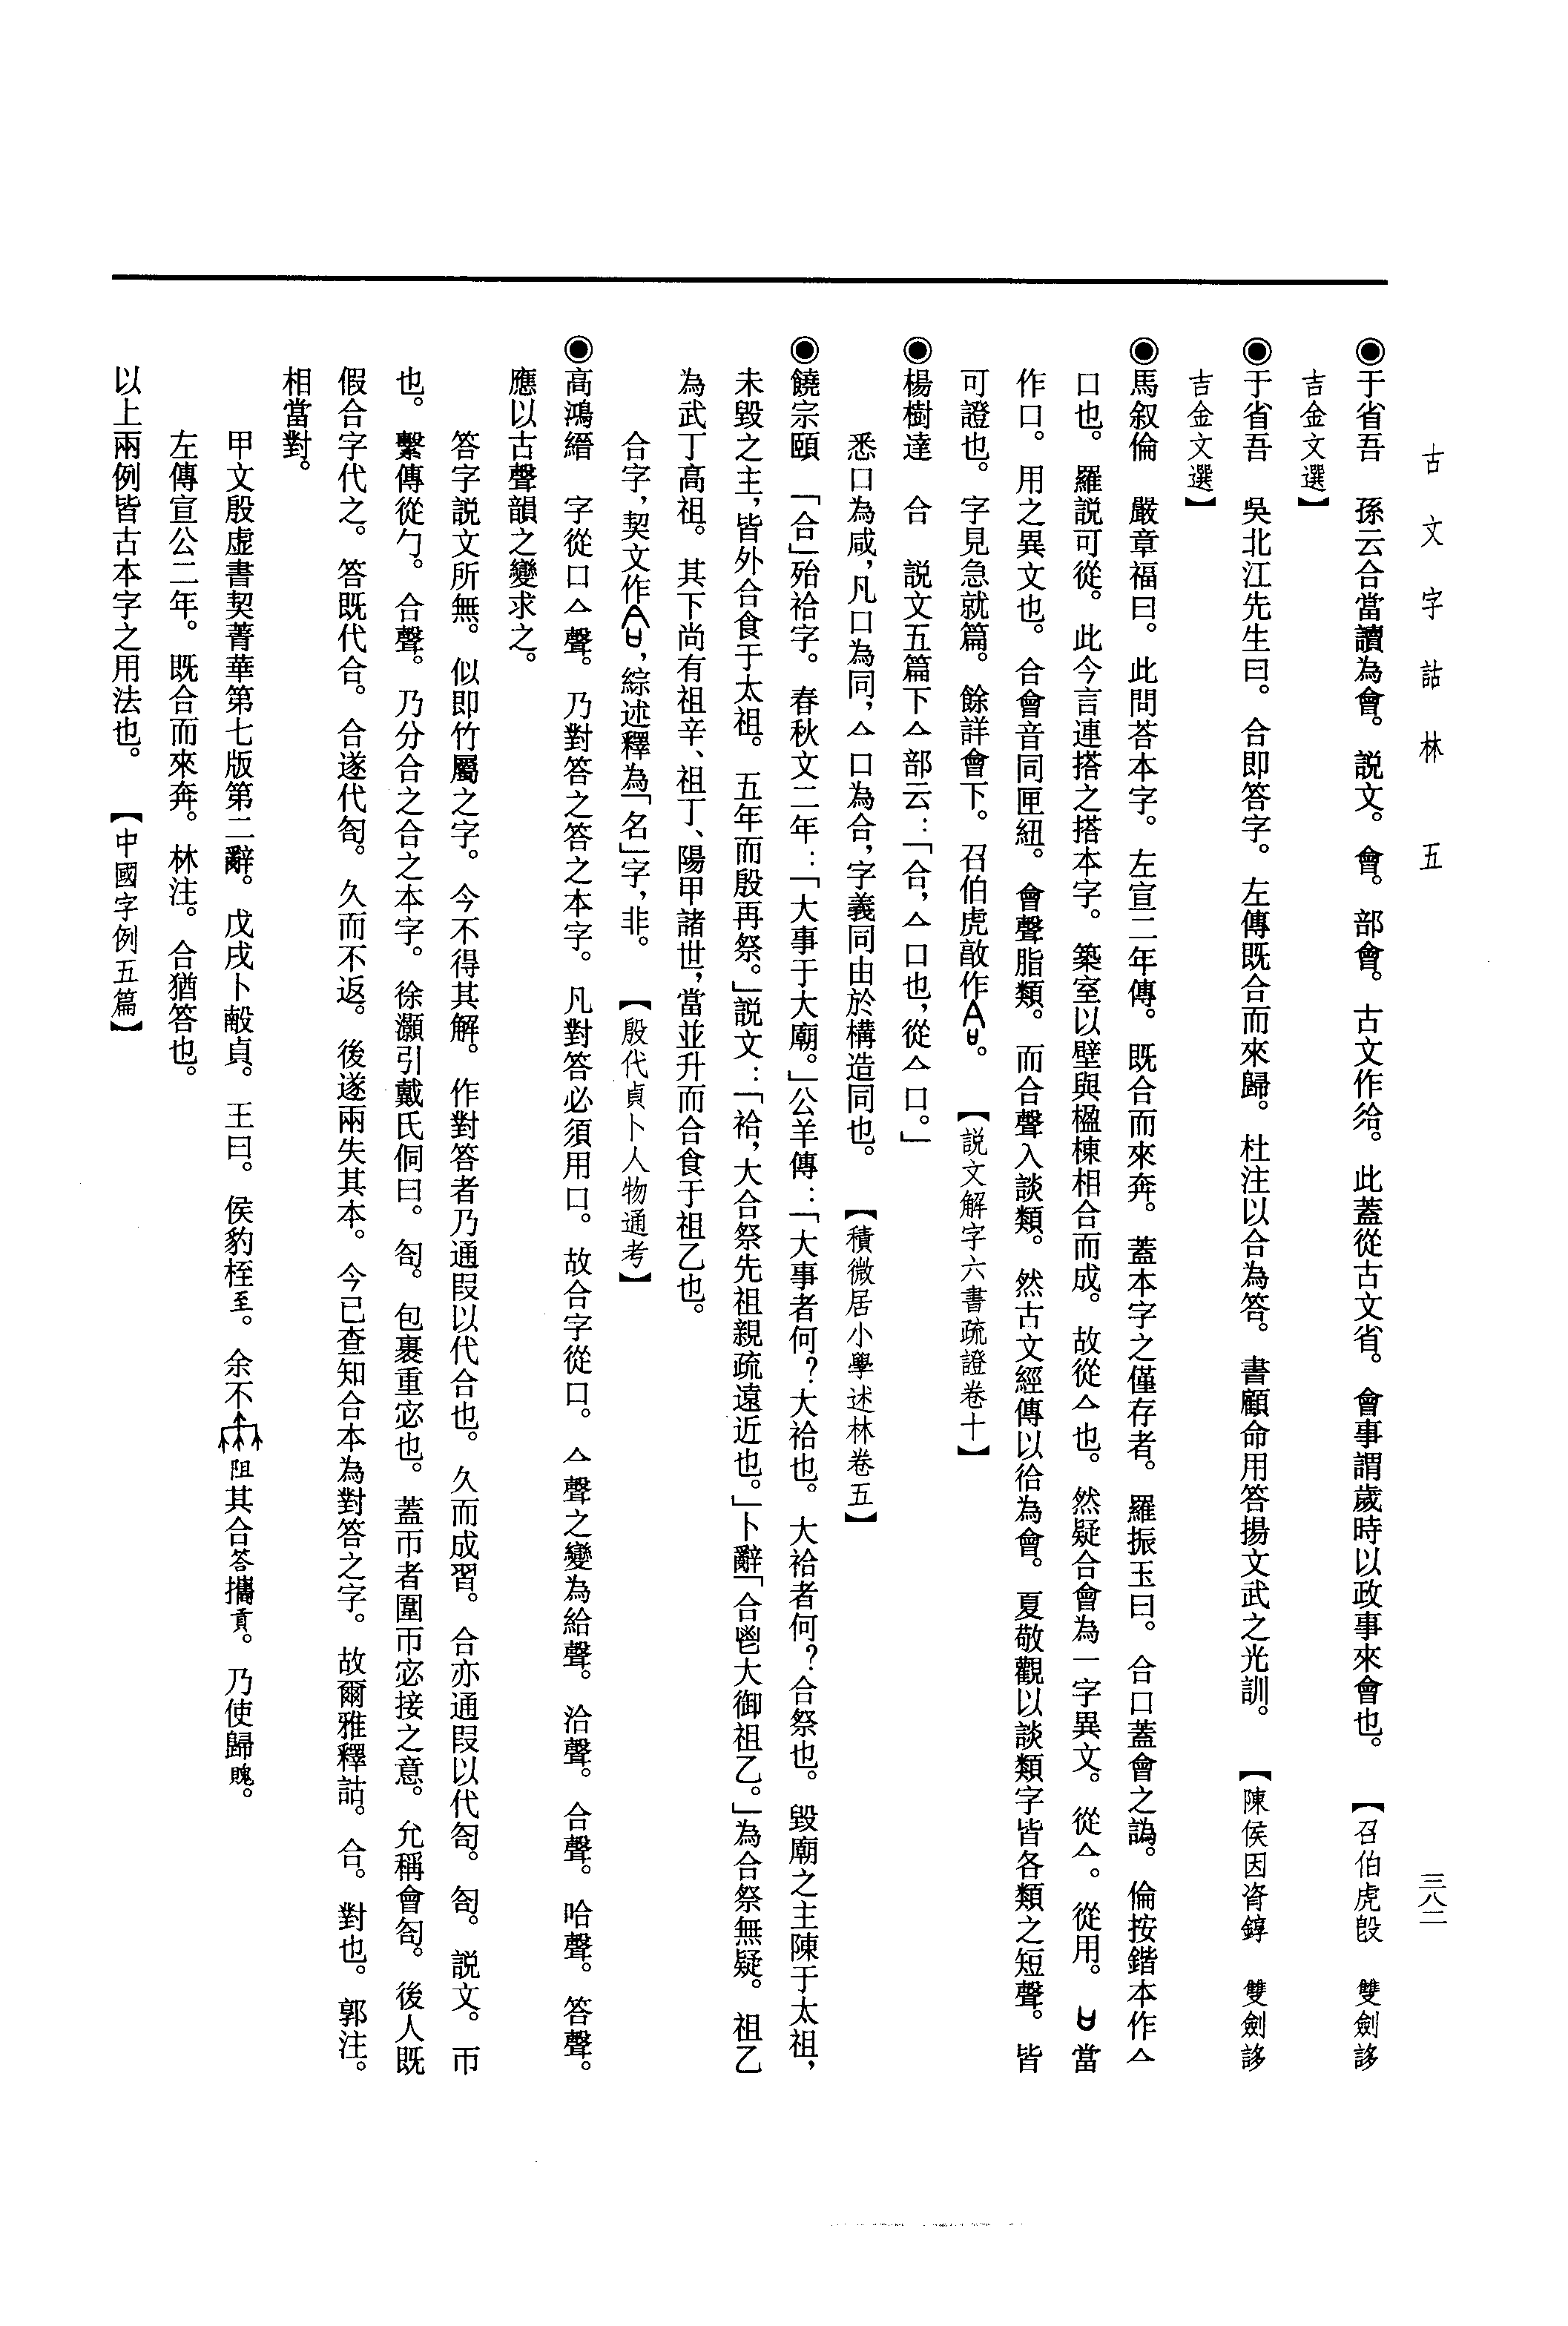 古文字詁林　五
三八二
◉于省吾　孫云合當讀為會。説文。會。部會。古文作㣛。此蓋從古文省。會事謂歲時以政事來會也。　【召伯虎𣪘　雙劍誃
吉金文選】
◉于省吾　吳北江先生曰。合即答字。左傳既合而來歸。杜注以合為答。書顧命用答揚文武之光訓。　【陳侯因𬱾錞　雙劍誃
吉金文選】
◉馬叙倫　嚴章福曰。此問荅本字。左宣二年傳。既合而來奔。蓋本字之僅存者。羅振玉曰。合口蓋會之譌。倫按鍇本作亼
口也。羅説可從。此今言連搭之搭本字。築室以壁與楹棟相合而成。故從亼也。然疑合會為一字異文。從亼。從用。當
作口。用之異文也。合會音同匣紐。會聲脂類。而合聲入談類。然古文經傳以佮為會。夏敬觀以談類字皆各類之短聲。皆
可證也。字見急就篇。餘詳會下。召伯虎敽作。【説文解字六書疏證卷十】
◉楊樹達　合　説文五篇下亼部云：「合，亼口也，從亼口。」
悉口為咸，凡口為同，亼口為合，字義同由於構造同也。　【積微居小學述林卷五】
◉饒宗頤　「合」殆祫字。春秋文二年：「大事于大廟。」公羊傳：「大事者何？大祫也。大祫者何？合祭也。毀廟之主陳于太祖，
未毀之主，皆外合食于太祖。五年而殷再祭。」説文：「祫，大合祭先祖親疏遠近也。」卜辭「合鬯大御祖乙。」為合祭無疑。祖乙
為武丁高祖。其下尚有祖辛、祖丁、陽甲諸世，當並升而合食于祖乙也。
合字，契文作，綜述釋為「名」字，非。　【殷代貞卜人物通考】
◉高鴻縉　字從口亼聲。乃對答之答之本字。凡對答必須用口。故合字從口。亼聲之變為給聲。洽聲。合聲。哈聲。答聲。
應以古聲韻之變求之。
答字説文所無。似即竹屬之字。今不得其解。作對答者乃通叚以代合也。久而成習。合亦通叚以代匌。匌。説文。帀
也。繫傳從勹。合聲。乃分合之合之本字。徐灝引戴氏侗曰。匌。包裹重宓也。蓋帀者圍帀宓接之意。允稱會匌。後人既
假合字代之。答既代合。合遂代匌。久而不返。後遂兩失其本。今已查知合本為對答之字。故爾雅釋詁。合。對也。郭注。
相當對。
甲文殷虛書契菁華第七版第二辭。戊戌卜㱿貞。王曰。侯豹桎至。余不阻其合答㩗貢。乃使歸餽。
左傳宣公二年。既合而來奔。林注。合猶答也。
以上兩例皆古本字之用法也。　【中國字例五篇】